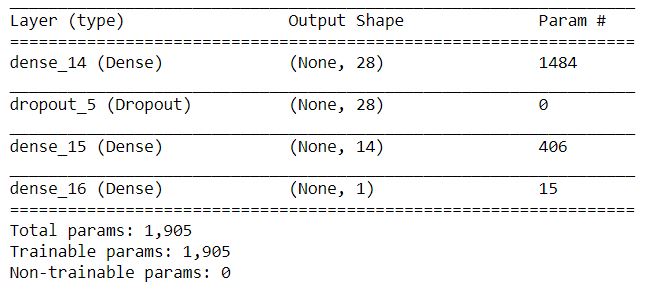 Layer (type) Output Shape Param #
dense_14 (Dense) (None, 28) 1484
dropout_5 (Dropout) (None, 28) 0
dense_15 (Dense) (None, 14) 406
dense_16 (Dense) (None, 1) 15
Total params: 1,905
Trainable params: 1,905
Non-trainable params: 0